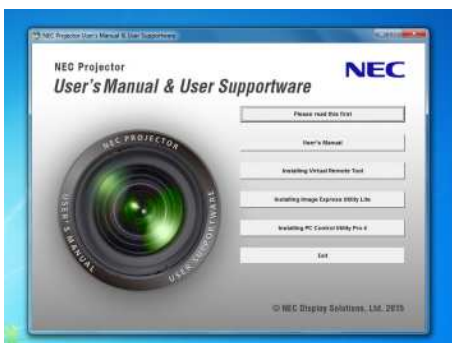 NEC Projector User's Manual & User Supportware
NEC Projector
NEC
User's Manual & User Supportware
Please read this first
User's Manual
Installing Virtual Remote Tool
Installing Image Express Utility Lite
Installing PC Control Utility Pro 4
Exit
NEC PROJECTOR
USER'S MANUAL
USER SUPPORTWARE
© NEC Display Solutions, Ltd. 2015